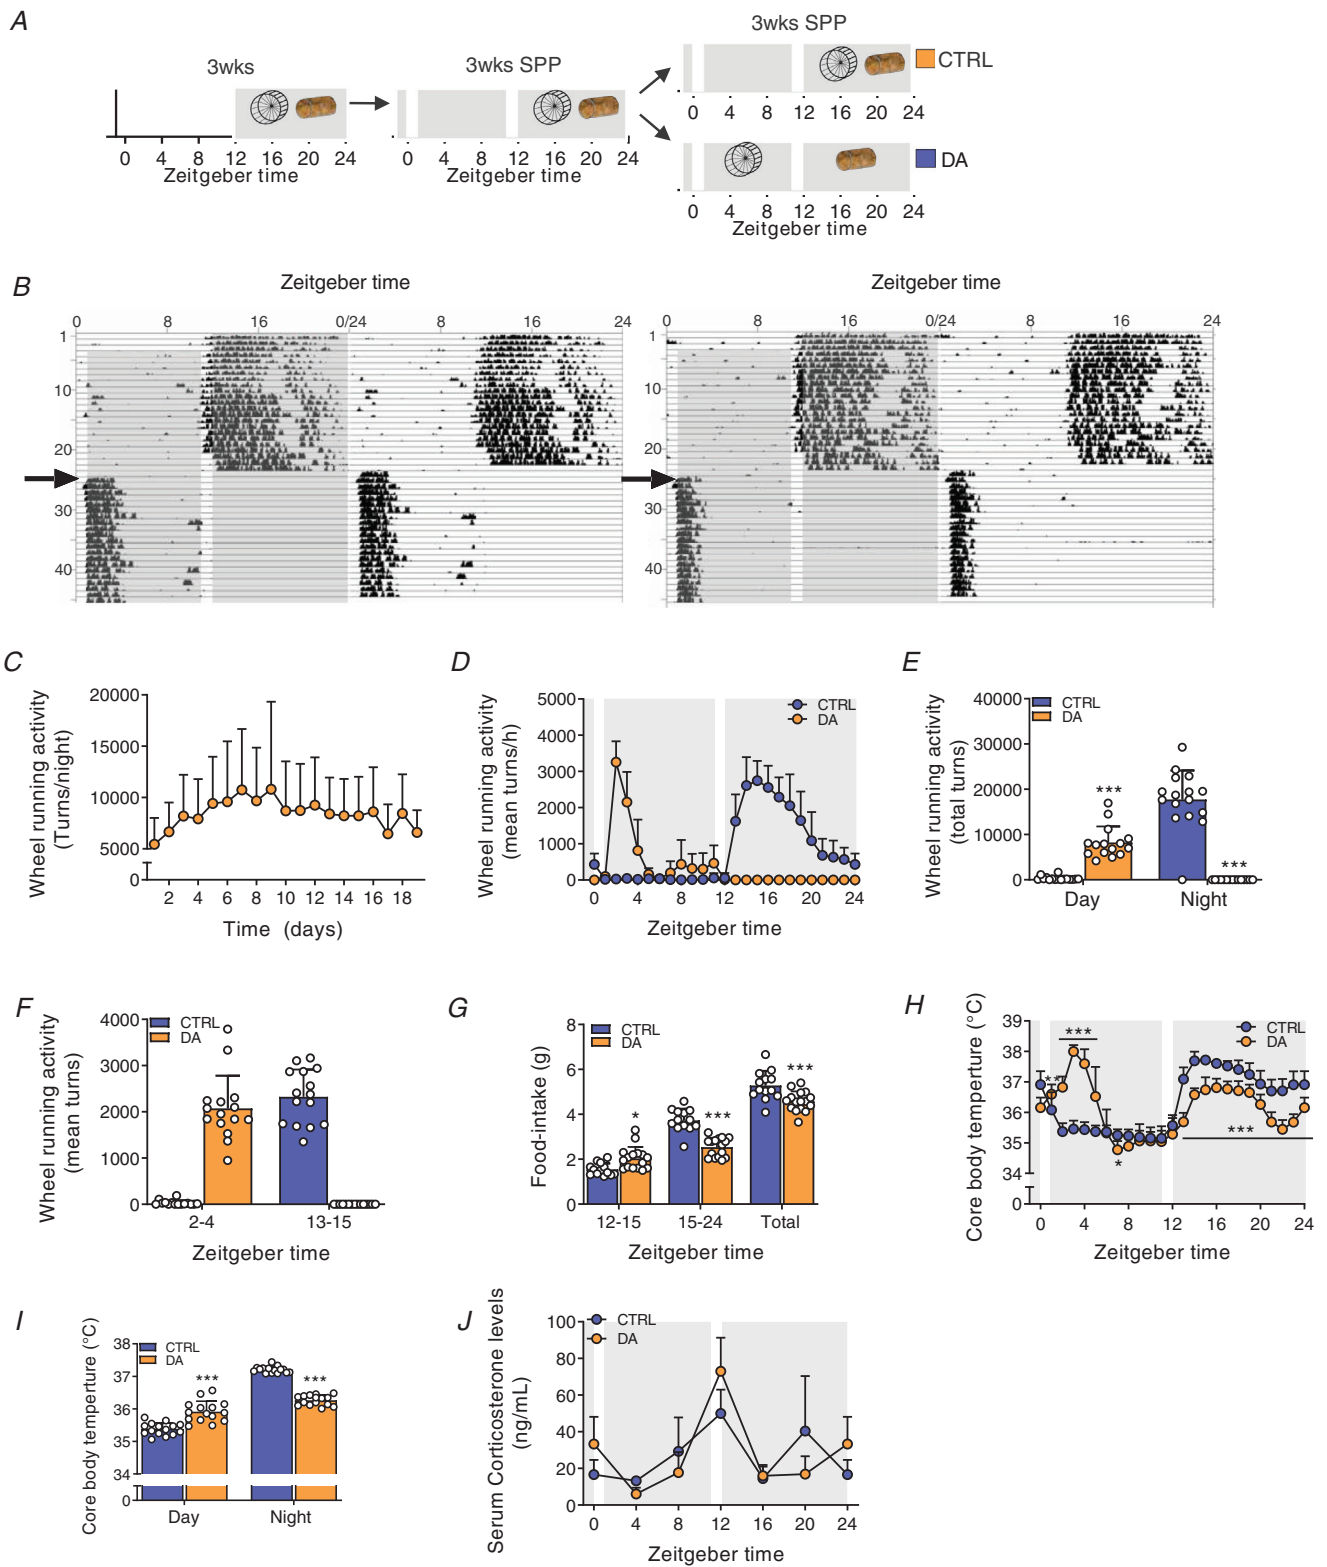 A
3wks
0 4 8 12 16 20 24
Zeitgeber time
3wks SPP
0 4 8 12 16 20 24
Zeitgeber time
3wks SPP
CTRL
0 4 8 12 16 20 24
DA
0 4 8 12 16 20 24
Zeitgeber time
B
Zeitgeber time
0 8 16 0/24 8 16 24
1
10
20
30
40
Zeitgeber time
0 8 16 0/24 8 16 24
1
10
20
30
40
C
Wheel running activity
(Turns/night)
20000
15000
10000
5000
0
2 4 6 8 10 12 14 16 18
Time (days)
D
Wheel running activity
(mean turns/h)
5000
4000
3000
2000
1000
0
CTRL
DA
0 4 8 12 16 20 24
Zeitgeber time
E
Wheel running activity
(total turns)
40000
30000
20000
10000
0
CTRL
DA
***
***
Day Night
F
Wheel running activity
(mean turns)
4000
3000
2000
1000
0
CTRL
DA
2-4 13-15
Zeitgeber time
G
Food-intake (g)
8
6
4
2
0
CTRL
DA
*
***
***
12-15 15-24 Total
Zeitgeber time
H
Core body temperture (°C)
39
38
37
36
35
34
0
CTRL
DA
***
**
*
***
0 4 8 12 16 20 24
Zeitgeber time
I
Core body temperture (°C)
38
37
36
35
34
0
CTRL
DA
***
***
Day Night
J
Serum Corticosterone levels
(ng/mL)
100
80
60
40
20
0
CTRL
DA
0 4 8 12 16 20 24
Zeitgeber time